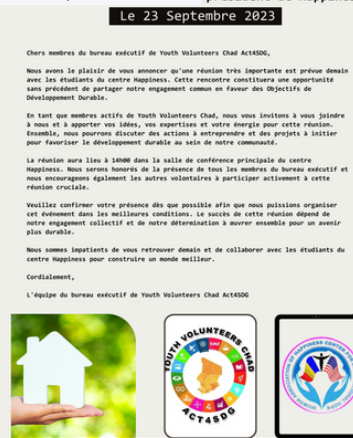 Le 23 Septembre 2023
Chers membres du bureau exécutif de Youth Volunteers Chad Act4SDG,
Nous avons le plaisir de vous annoncer qu'une réunion très importante est prévue demain
avec les étudiants du centre Happiness. Cette rencontre constituera une opportunité
sans précédent de partager notre engagement commun en faveur des Objectifs de
Développement Durable.
En tant que membres actifs de Youth Volunteers Chad, nous vous invitons à vous joindre
à nous et à apporter vos idées, vos expertises et votre énergie pour cette réunion.
Ensemble, nous pourrons discuter des actions à entreprendre et des projets à initier
pour favoriser le développement durable au sein de notre communauté.
La réunion aura lieu à 14h00 dans la salle de conférence principale du centre
Happiness. Nous serons honorés de la présence de tous les membres du bureau exécutif et
nous encourageons également les autres volontaires à participer activement à cette
réunion cruciale.
Veuillez confirmer votre présence dès que possible afin que nous puissions organiser
cet événement dans les meilleures conditions. Le succès de cette réunion dépend de
notre engagement collectif et de notre détermination à œuvrer ensemble pour un avenir
plus durable.
Nous sommes impatients de vous retrouver demain et de collaborer avec les étudiants du
centre Happiness pour construire un monde meilleur.
Cordialement,
L'équipe du bureau exécutif de Youth Volunteers Chad Act4SDG
YOUTH VOLUNTEERS CHAD
ACT4SDG